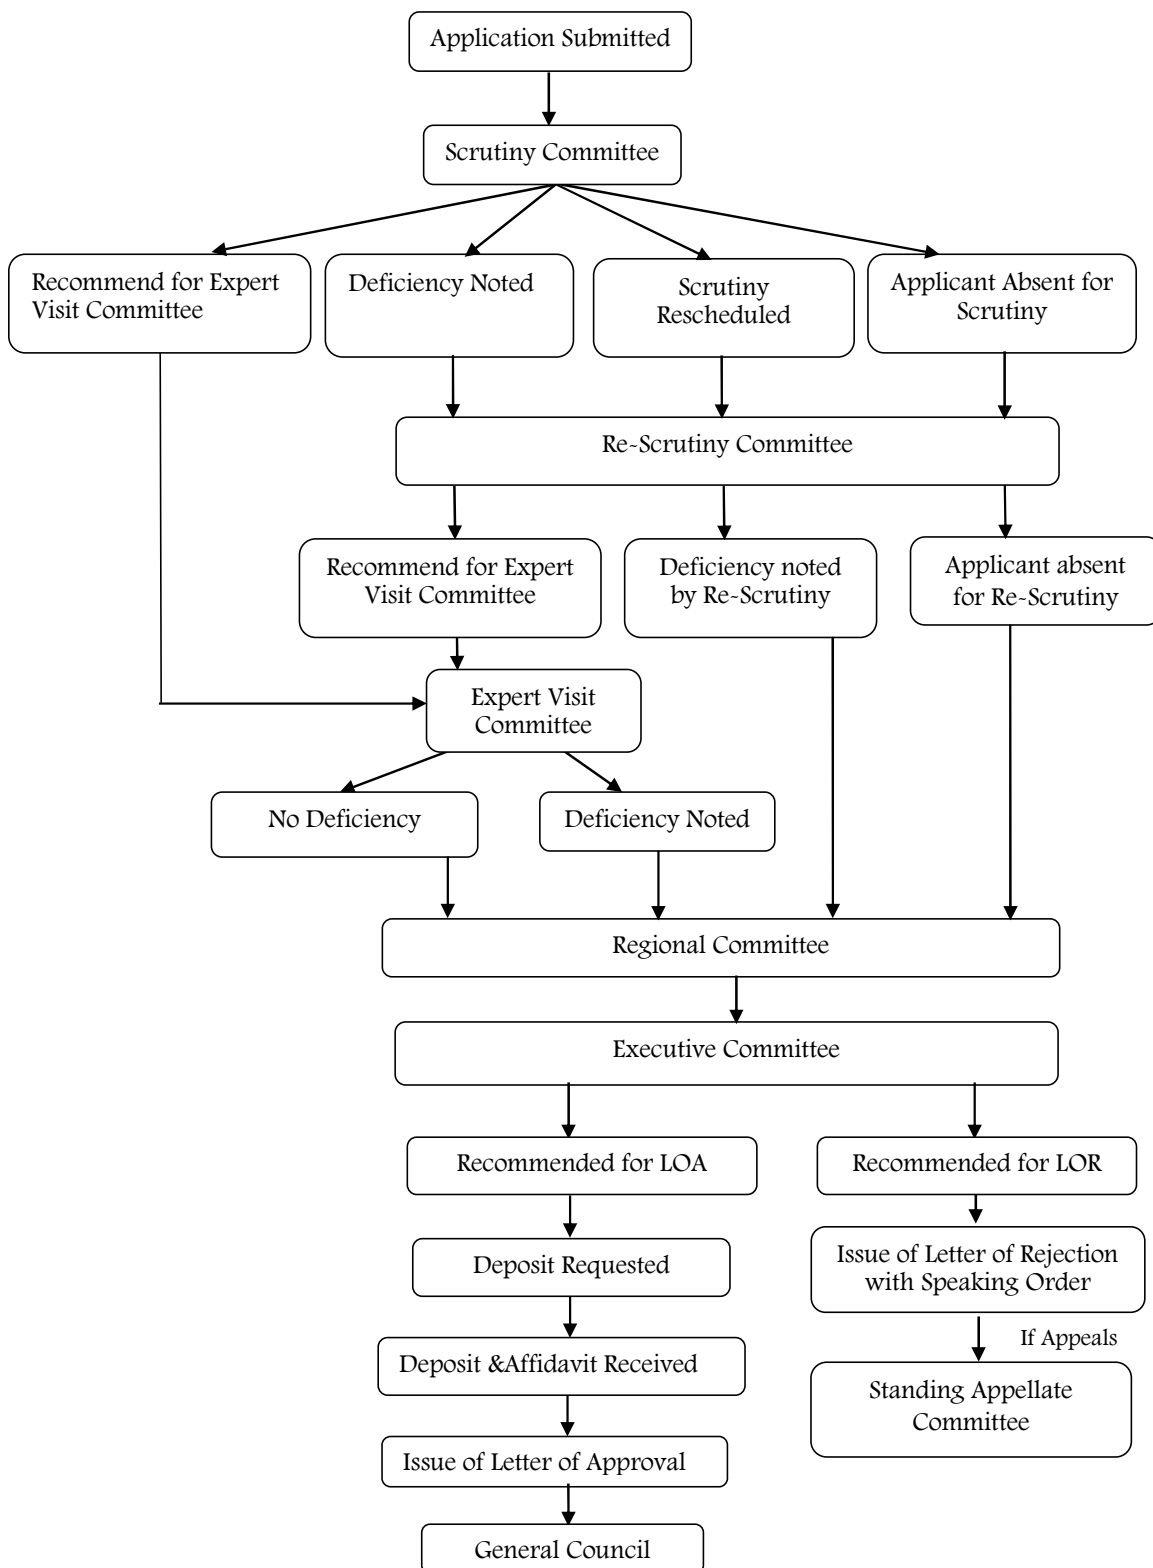 Application Submitted
Scrutiny Committee
Recommend for Expert
Visit Committee
Deficiency Noted
Scrutiny
Rescheduled
Applicant Absent for
Scrutiny
Re-Scrutiny Committee
Recommend for Expert
Visit Committee
Deficiency noted
by Re-Scrutiny
Applicant absent
for Re-Scrutiny
Expert Visit
Committee
No Deficiency
Deficiency Noted
Regional Committee
Executive Committee
Recommended for LOA
Recommended for LOR
Deposit Requested
Issue of Letter of Rejection
with Speaking Order
If Appeals
Deposit &Affidavit Received
Standing Appellate
Committee
Issue of Letter of Approval
General Council